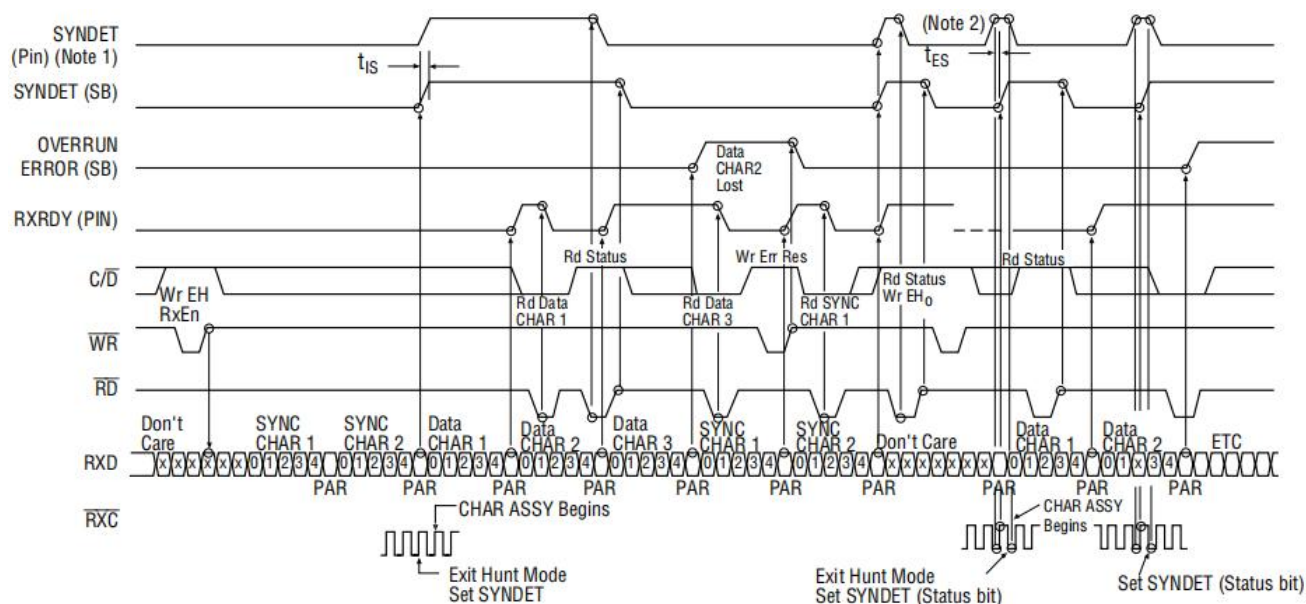 SYNDET
(Pin) (Note 1)
(Note 2)
tIS
tES
SYNDET (SB)
OVERRUN
ERROR (SB)
Data
CHAR2
Lost
RXRDY (PIN)
Rd Status
Wr Err Res
Rd Status
C/D
Wr EH
RxEn
Rd Data
CHAR 1
Rd Data
CHAR 3
Rd SYNC
CHAR 1
Rd Status
Wr EHo
WR
RD
Don't
Care
SYNC
CHAR 1
SYNC
CHAR 2
Data
CHAR 1
Data
CHAR 2
Data
CHAR 3
SYNC
CHAR 1
SYNC
CHAR 2
Don't Care
Data
CHAR 1
Data
CHAR 2
ETC
RXD
x x x x x x 0 1 2 3 4 0 1 2 3 4 0 1 2 3 4 0 1 2 3 4 0 1 2 3 4 0 1 2 3 4 0 1 2 3 4 x x x x x x 0 1 2 3 4 0 1 x 3 4
PAR PAR PAR PAR PAR PAR PAR PAR PAR PAR
RXC
CHAR ASSY Begins
CHAR ASSY
Begins
Exit Hunt Mode
Set SYNDET
Exit Hunt Mode
Set SYNDET (Status bit)
Set SYNDET (Status bit)